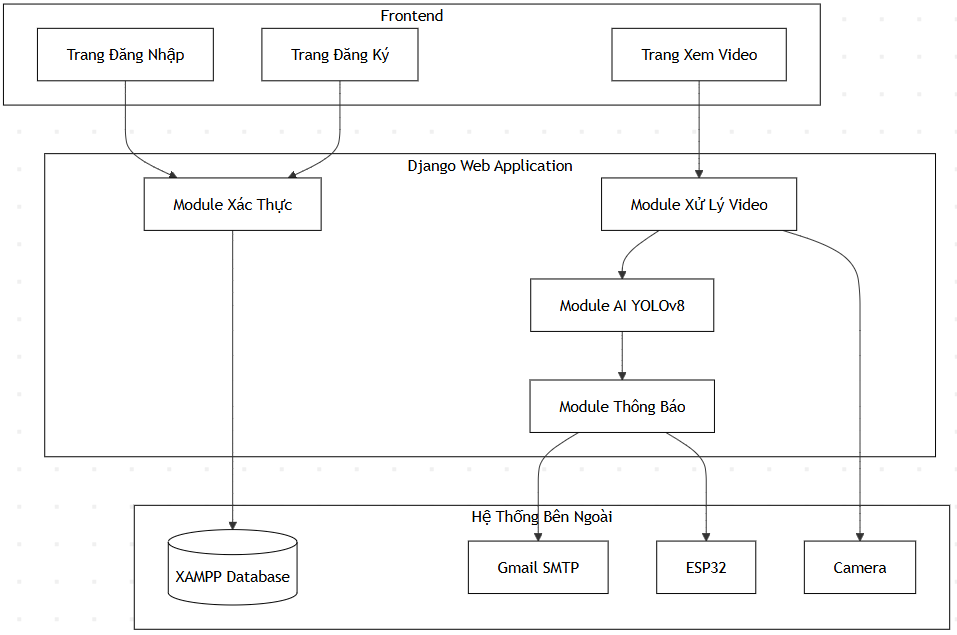 Frontend
Trang Đăng Nhập
Trang Đăng Ký
Trang Xem Video
Django Web Application
Module Xác Thực
Module Xử Lý Video
Module AI YOLOv8
Module Thông Báo
Hệ Thống Bên Ngoài
XAMPP Database
Gmail SMTP
ESP32
Camera